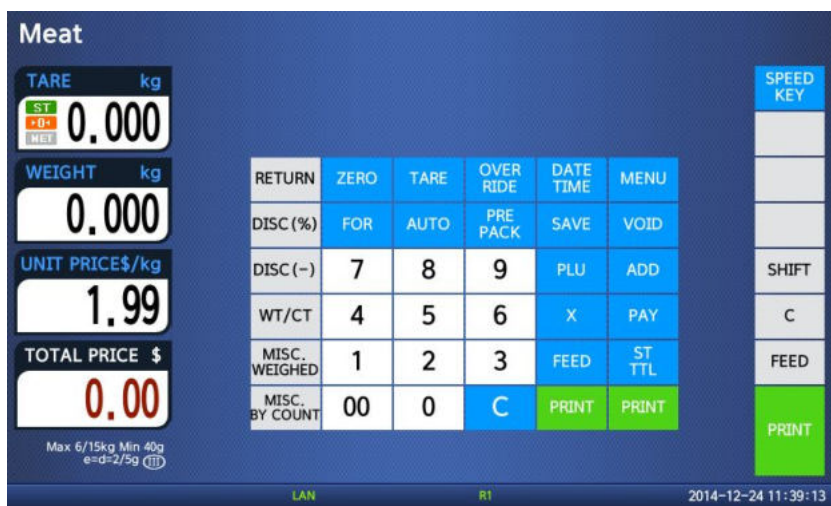 Meat
TARE kg
ST
▸0◂
NET
0.000
WEIGHT kg
0.000
UNIT PRICE$/kg
1.99
TOTAL PRICE $
0.00
Max 6/15kg Min 40g
e=d=2/5g III
RETURN ZERO TARE OVER RIDE DATE TIME MENU
DISC(%) FOR AUTO PRE PACK SAVE VOID
DISC(-) 7 8 9 PLU ADD
WT/CT 4 5 6 X PAY
MISC. WEIGHED 1 2 3 FEED ST TTL
MISC. BY COUNT 00 0 C PRINT PRINT
SPEED
KEY
SHIFT
C
FEED
PRINT
LAN R1 2014-12-24 11:39:13